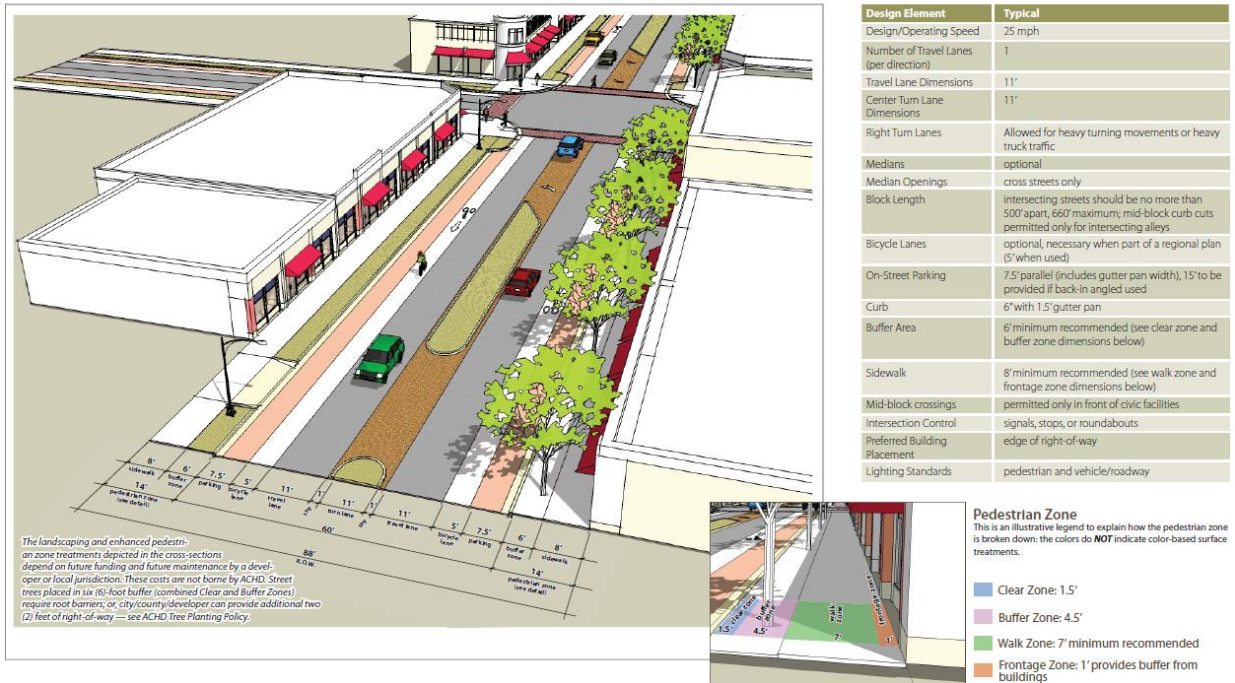 Design Element Typical
Design/Operating Speed 25 mph
Number of Travel Lanes 1
(per direction)
Travel Lane Dimensions 11'
Center Turn Lane 11'
Dimensions
Right Turn Lanes Allowed for heavy turning movements or heavy
truck traffic
Medians optional
Median Openings cross streets only
Block Length intersecting streets should be no more than
500' apart, 660' maximum; mid-block curb cuts
permitted only for intersecting alleys
Bicycle Lanes optional, necessary when part of a regional plan
(5' when used)
On-Street Parking 7.5' parallel (includes gutter pan width), 15' to be
provided if back-in angled used
Curb 6" with 1.5' gutter pan
Buffer Area 6' minimum recommended (see clear zone and
buffer zone dimensions below)
Sidewalk 8' minimum recommended (see walk zone and
frontage zone dimensions below)
Mid-block crossings permitted only in front of civic facilities
Intersection Control signals, stops, or roundabouts
Preferred Building edge of right-of-way
Placement
Lighting Standards pedestrian and vehicle/roadway
8' 6' 7.5' 5' 11' 1' 11' 1' 11' 5' 7.5' 6' 8'
sidewalk buffer zone parking bicycle lane travel lane shy turn lane shy travel lane bicycle lane parking buffer zone sidewalk
14' 60' 14'
pedestrian zone pedestrian zone
(see detail) (see detail)
88'
R.O.W.
The landscaping and enhanced pedestri-
an zone treatments depicted in the cross-sections
depend on future funding and future maintenance by a devel-
oper or local jurisdiction. These costs are not borne by ACHD. Street
trees placed in six (6)-foot buffer (combined Clear and Buffer Zones)
require root barriers; or, city/county/developer can provide additional two
(2) feet of right-of-way — see ACHD Tree Planting Policy.
clear zone buffer zone walk zone frontage zone
1.5' 4.5' 7' 1'
Pedestrian Zone
This is an illustrative legend to explain how the pedestrian zone
is broken down: the colors do NOT indicate color-based surface
treatments.
Clear Zone: 1.5'
Buffer Zone: 4.5'
Walk Zone: 7' minimum recommended
Frontage Zone: 1' provides buffer from
buildings